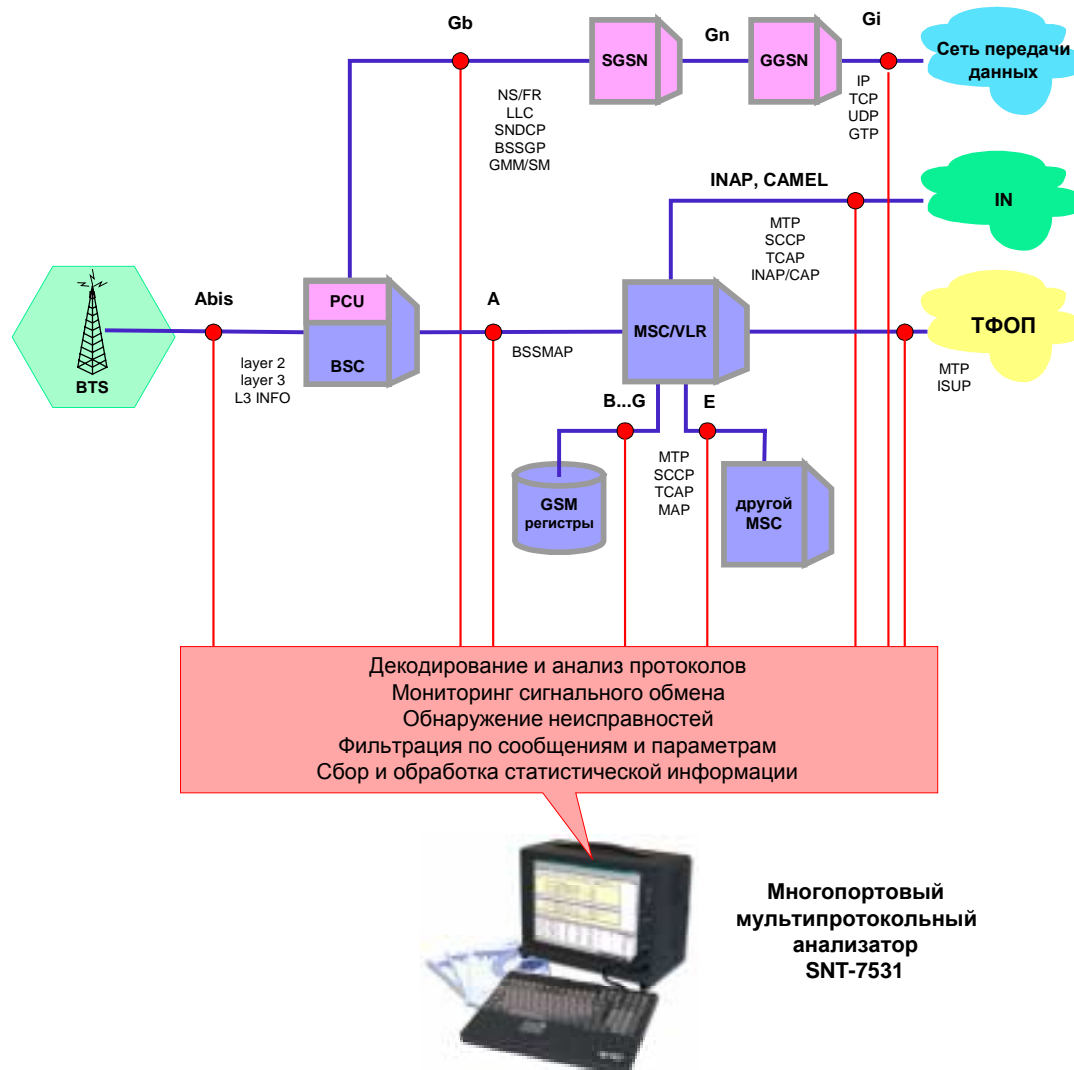 Gb
Gn
Gi
SGSN
GGSN
Сеть передачи
данных
NS/FR
LLC
SNDCP
BSSGP
GMM/SM
IP
TCP
UDP
GTP
INAP, CAMEL
IN
MTP
SCCP
TCAP
INAP/CAP
Abis
PCU
A
MSC/VLR
ТФОП
BSC
BTS
layer 2
layer 3
L3 INFO
BSSMAP
MTP
ISUP
B...G
E
GSM
регистры
MTP
SCCP
TCAP
MAP
другой
MSC
Декодирование и анализ протоколов
Мониторинг сигнального обмена
Обнаружение неисправностей
Фильтрация по сообщениям и параметрам
Сбор и обработка статистической информации
Многопортовый
мультипротокольный
анализатор
SNT-7531